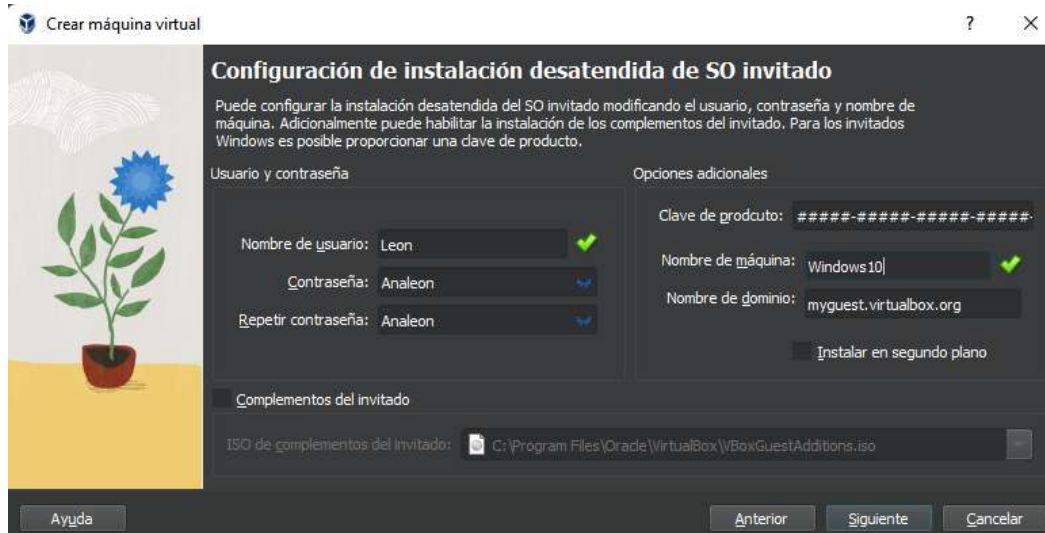 Crear máquina virtual
? ×
Configuración de instalación desatendida de SO invitado
Puede configurar la instalación desatendida del SO invitado modificando el usuario, contraseña y nombre de
máquina. Adicionalmente puede habilitar la instalación de los complementos del invitado. Para los invitados
Windows es posible proporcionar una clave de producto.
Usuario y contraseña
Nombre de usuario: Leon
Contraseña: Analeon
Repetir contraseña: Analeon
Opciones adicionales
Clave de prodcuto: #####-#####-#####-#####-
Nombre de máquina: Windows10
Nombre de dominio: myguest.virtualbox.org
Instalar en segundo plano
Complementos del invitado
ISO de complementos del invitado: C:\Program Files\Oracle\VirtualBox\VBoxGuestAdditions.iso
Ayuda Anterior Siguiente Cancelar